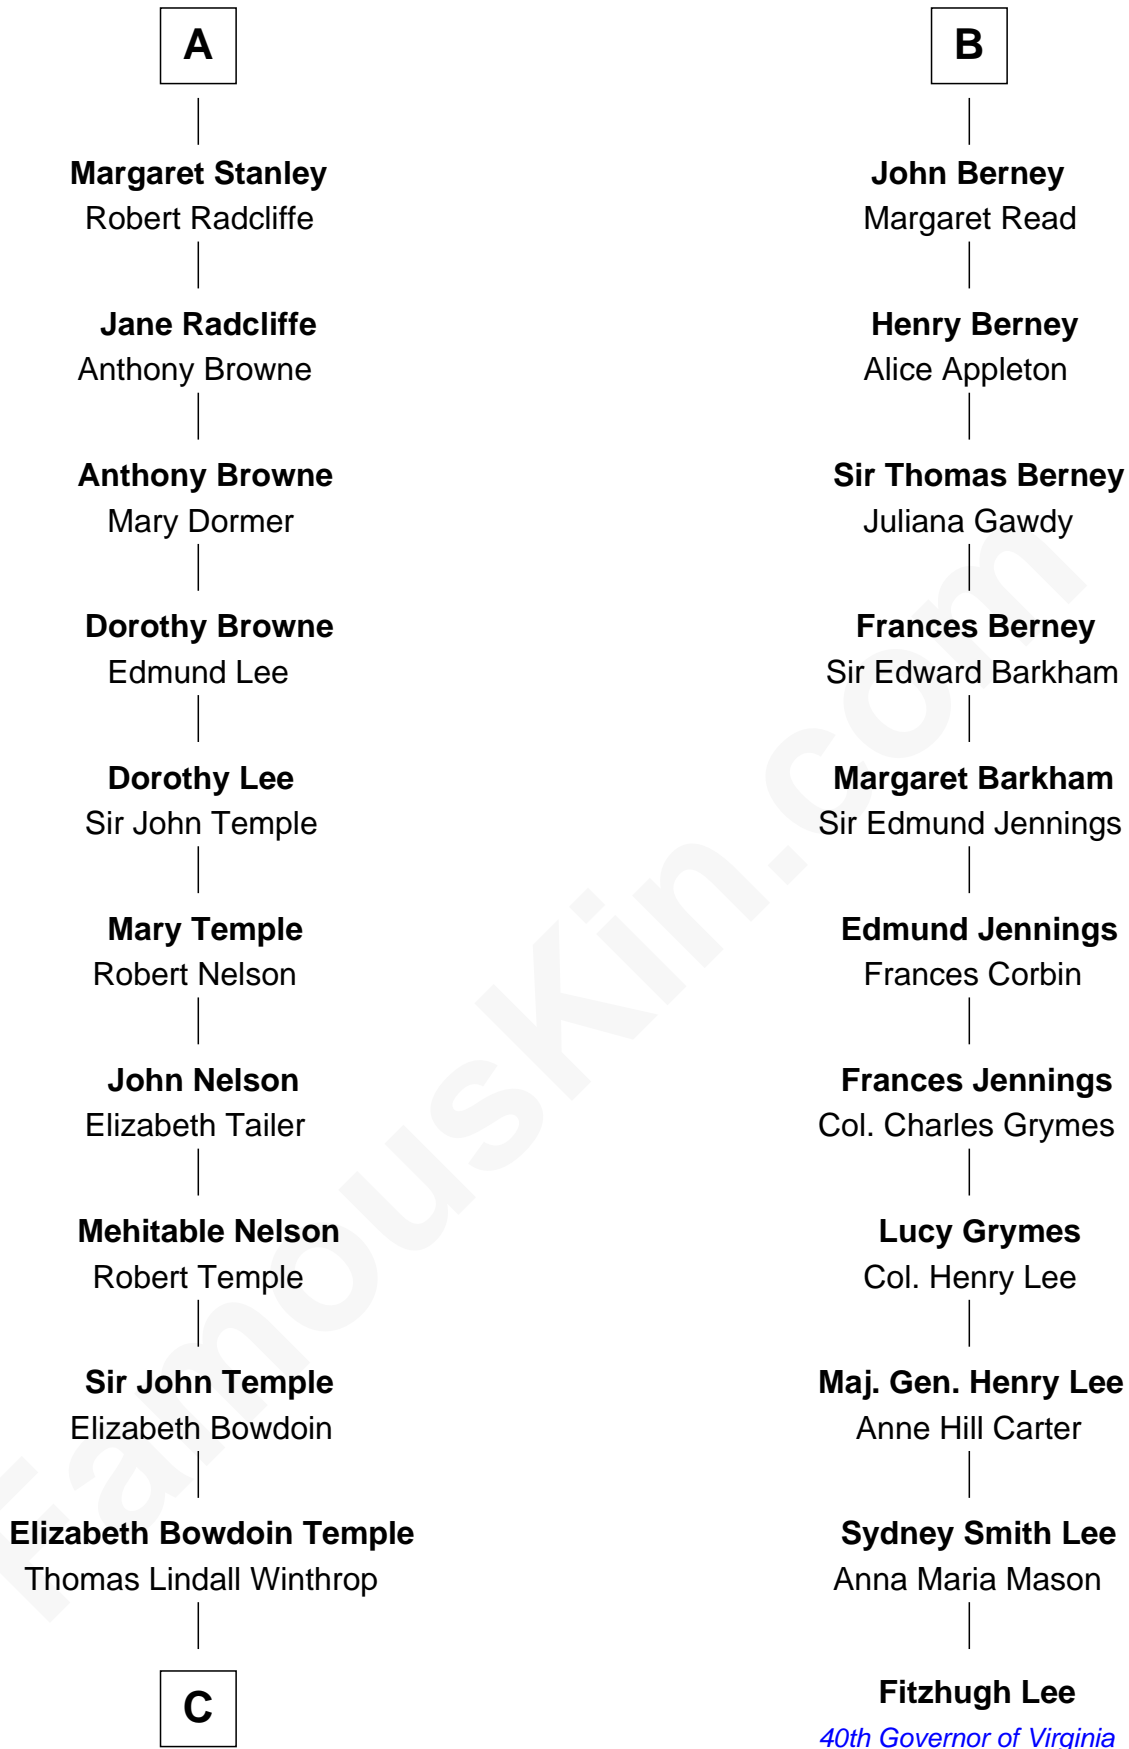 A
Margaret Stanley
Robert Radcliffe
Jane Radcliffe
Anthony Browne
Anthony Browne
Mary Dormer
Dorothy Browne
Edmund Lee
Dorothy Lee
Sir John Temple
Mary Temple
Robert Nelson
John Nelson
Elizabeth Tailer
Mehitable Nelson
Robert Temple
Sir John Temple
Elizabeth Bowdoin
Elizabeth Bowdoin Temple
Thomas Lindall Winthrop
C
B
John Berney
Margaret Read
Henry Berney
Alice Appleton
Sir Thomas Berney
Juliana Gawdy
Frances Berney
Sir Edward Barkham
Margaret Barkham
Sir Edmund Jennings
Edmund Jennings
Frances Corbin
Frances Jennings
Col. Charles Grymes
Lucy Grymes
Col. Henry Lee
Maj. Gen. Henry Lee
Anne Hill Carter
Sydney Smith Lee
Anna Maria Mason
Fitzhugh Lee
40th Governor of Virginia
FamousKin.com